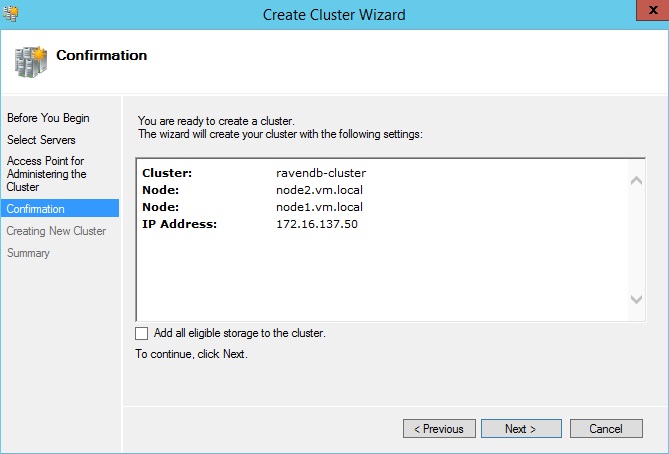 Create Cluster Wizard
x
Confirmation
Before You Begin
Select Servers
Access Point for
Administering the
Cluster
Confirmation
Creating New Cluster
Summary
You are ready to create a cluster.
The wizard will create your cluster with the following settings:
Cluster: ravendb-cluster
Node: node2.vm.local
Node: node1.vm.local
IP Address: 172.16.137.50
Add all eligible storage to the cluster.
To continue, click Next.
< Previous
Next >
Cancel